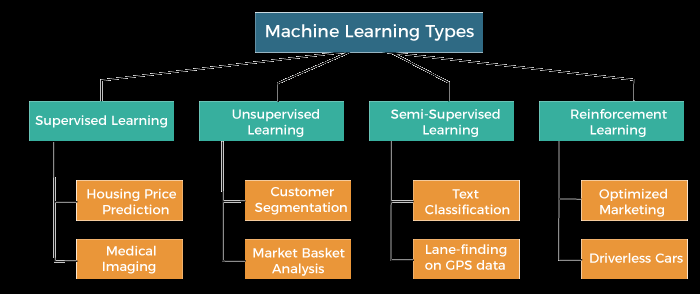 Machine Learning Types
Supervised Learning
Unsupervised
Learning
Semi-Supervised
Learning
Reinforcement
Learning
Housing Price
Prediction
Medical
Imaging
Customer
Segmentation
Market Basket
Analysis
Text
Classification
Lane-finding
on GPS data
Optimized
Marketing
Driverless Cars